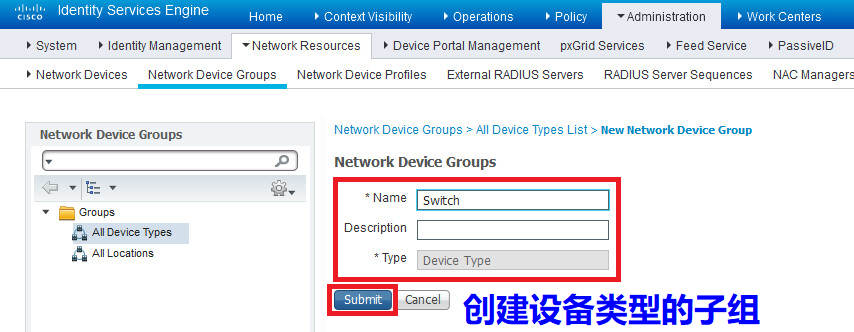 CISCO
Identity Services Engine
Home
Context Visibility
Operations
Policy
Administration
Work Centers
System
Identity Management
Network Resources
Device Portal Management
pxGrid Services
Feed Service
PassiveID
Network Devices
Network Device Groups
Network Device Profiles
External RADIUS Servers
RADIUS Server Sequences
NAC Managers
Network Device Groups
Groups
All Device Types
All Locations
Network Device Groups > All Device Types List > New Network Device Group
Network Device Groups
* Name Switch
Description
* Type Device Type
Submit Cancel
创建设备类型的子组